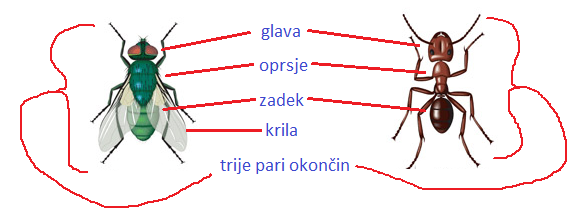 glava
oprsje
zadek
krila
trije pari okončin